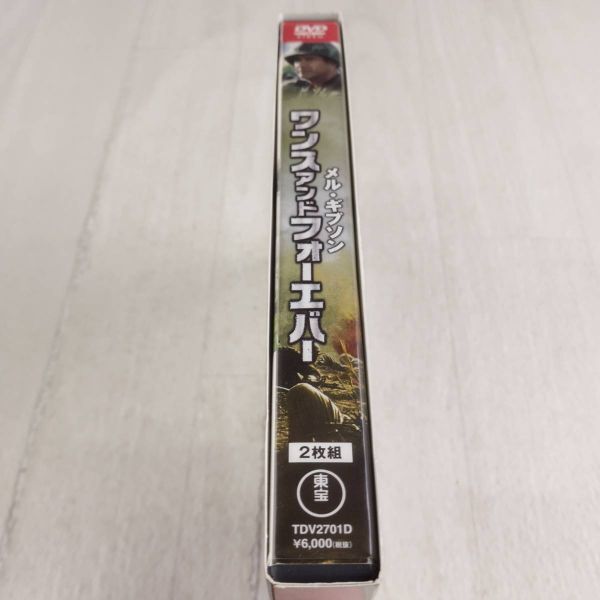 DVD
VIDEO
ワンスアンドフォーエバー
メル・ギブソン
2枚組
東宝
TDV2701D
¥6,000(税抜)